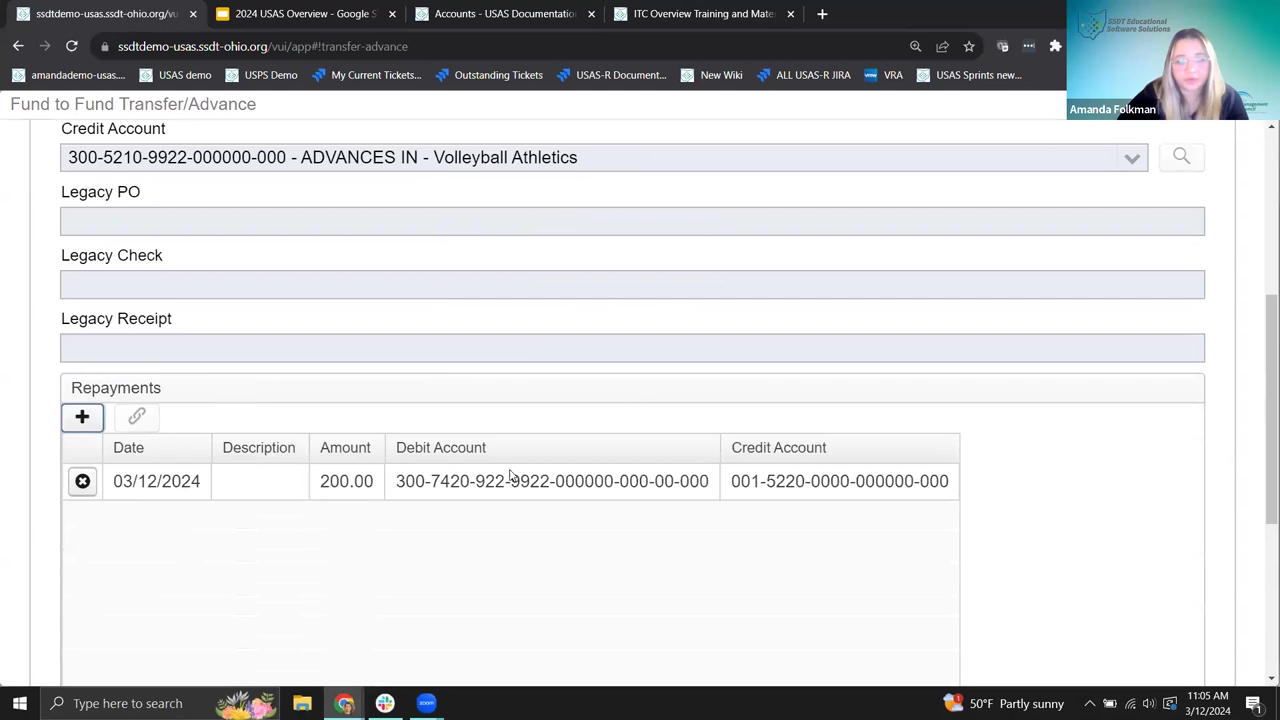 ssdtdemo-usas.ssdt-ohio.org/vu
2024 USAS Overview - Google S
Accounts - USAS Documentation
ITC Overview Training and Mate
ssdtdemo-usas.ssdt-ohio.org/vui/app#!transfer-advance
amandademo-usas...
USAS demo
USPS Demo
My Current Tickets...
Outstanding Tickets
USAS-R Document...
New Wiki
ALL USAS-R JIRA
VRA
USAS Sprints new...
SSDT Educational
Software Solutions
Amanda Folkman
Fund to Fund Transfer/Advance
Credit Account
300-5210-9922-000000-000 - ADVANCES IN - Volleyball Athletics
Legacy PO
Legacy Check
Legacy Receipt
Repayments
Date Description Amount Debit Account Credit Account
03/12/2024 200.00 300-7420-922-9922-000000-000-00-000 001-5220-0000-000000-000
Type here to search
50°F Partly sunny
11:05 AM
3/12/2024